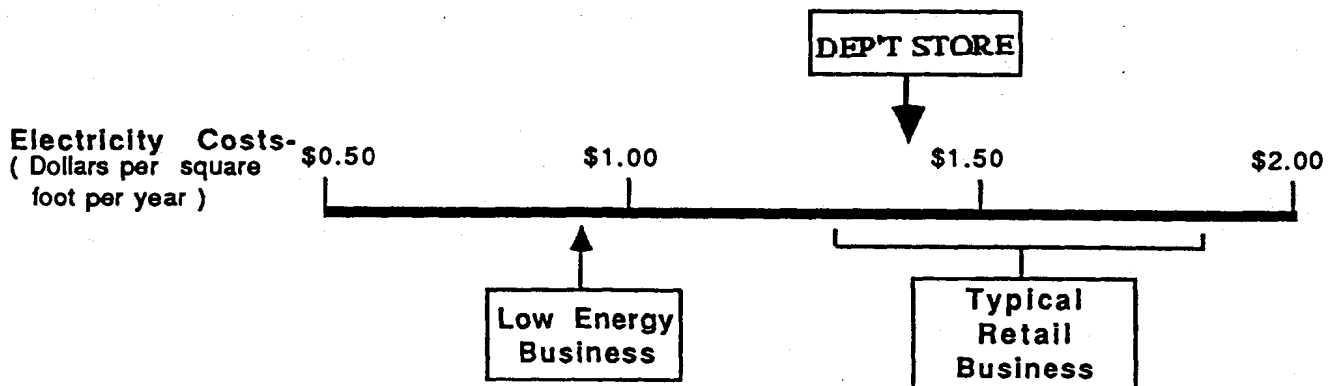 DEP'T STORE
Electricity Costs-
( Dollars per square
foot per year )
$0.50 $1.00 $1.50 $2.00
Low Energy
Business
Typical
Retail
Business